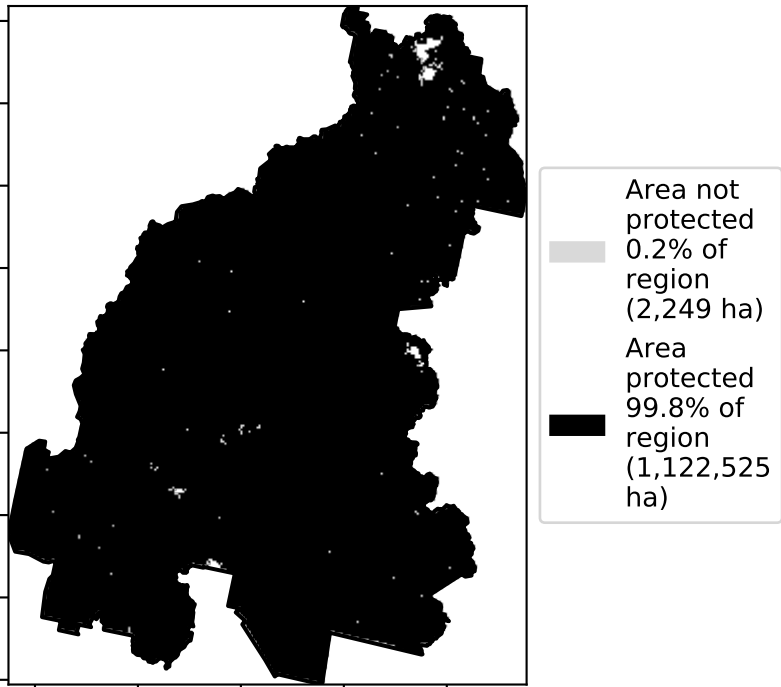 Area not
protected
0.2% of
region
(2,249 ha)
Area
protected
99.8% of
region
(1,122,525
ha)